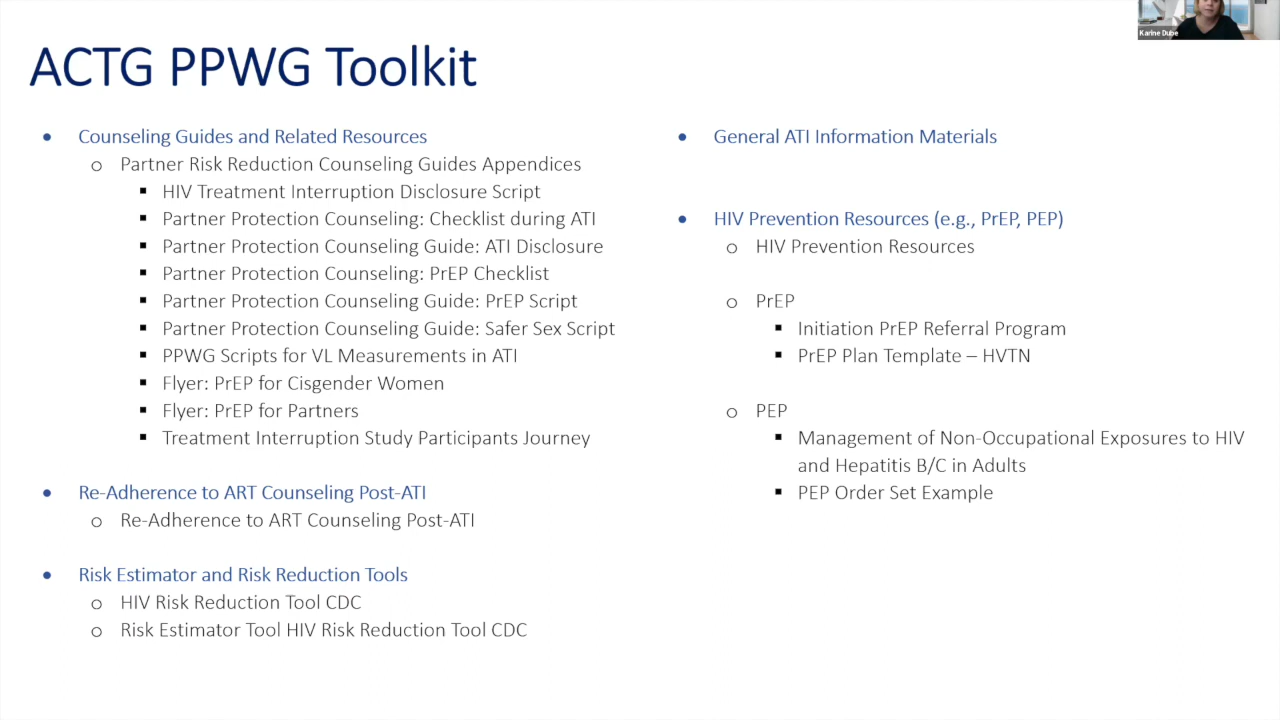 Karine Dube
ACTG PPWG Toolkit
• Counseling Guides and Related Resources
o Partner Risk Reduction Counseling Guides Appendices
▪ HIV Treatment Interruption Disclosure Script
▪ Partner Protection Counseling: Checklist during ATI
▪ Partner Protection Counseling Guide: ATI Disclosure
▪ Partner Protection Counseling: PrEP Checklist
▪ Partner Protection Counseling Guide: PrEP Script
▪ Partner Protection Counseling Guide: Safer Sex Script
▪ PPWG Scripts for VL Measurements in ATI
▪ Flyer: PrEP for Cisgender Women
▪ Flyer: PrEP for Partners
▪ Treatment Interruption Study Participants Journey
• Re-Adherence to ART Counseling Post-ATI
o Re-Adherence to ART Counseling Post-ATI
• Risk Estimator and Risk Reduction Tools
o HIV Risk Reduction Tool CDC
o Risk Estimator Tool HIV Risk Reduction Tool CDC
• General ATI Information Materials
• HIV Prevention Resources (e.g., PrEP, PEP)
o HIV Prevention Resources
o PrEP
▪ Initiation PrEP Referral Program
▪ PrEP Plan Template – HVTN
o PEP
▪ Management of Non-Occupational Exposures to HIV
and Hepatitis B/C in Adults
▪ PEP Order Set Example